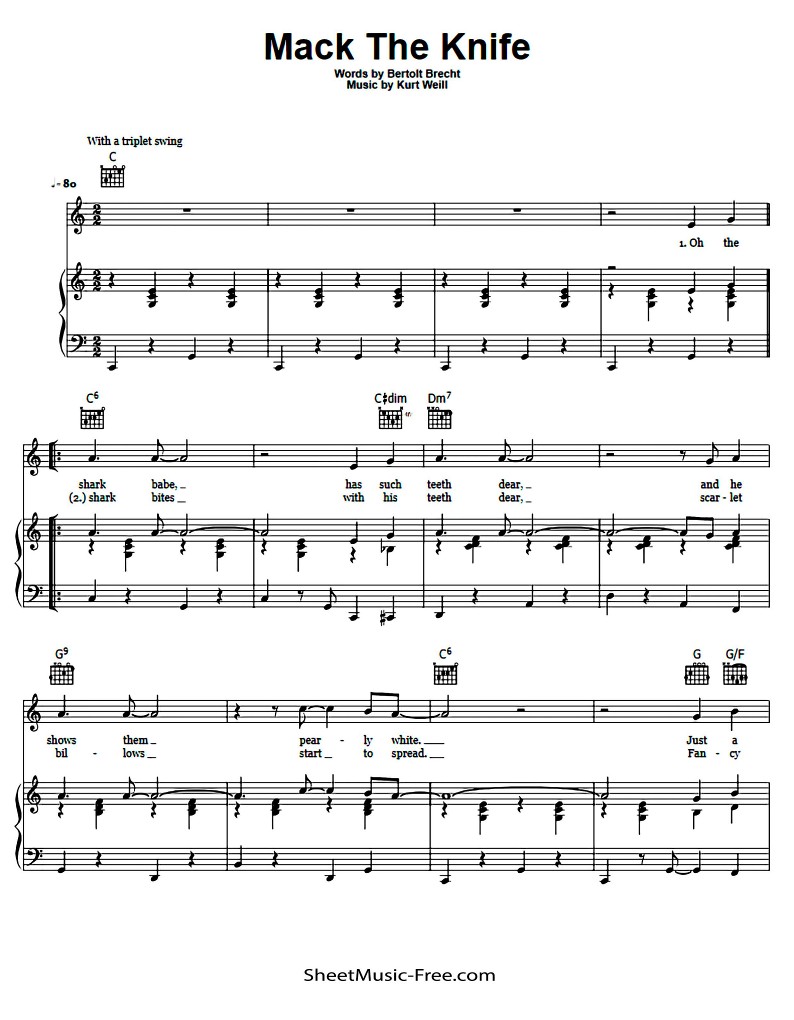 Mack The Knife
Words by Bertolt Brecht
Music by Kurt Weill
With a triplet swing
C
♩= 80
1. Oh the
C6 C♯dim Dm7
shark babe, has such teeth dear, and he
(2.) shark bites with his teeth dear, scar - let
G9 C6 G G/F
shows them pear - ly white. Just a
bil - lows start to spread. Fan - cy
SheetMusic-Free.com